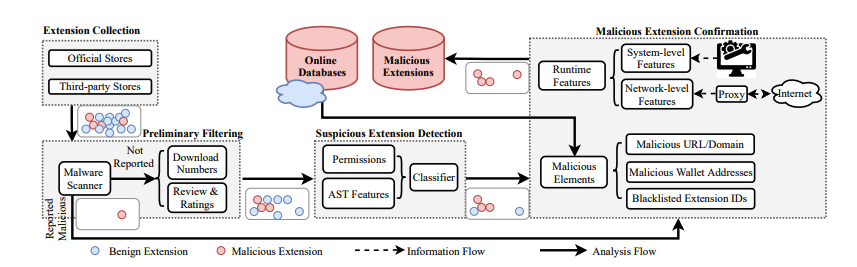 Extension Collection
Official Stores
Third-party Stores
Online
Databases
Malicious
Extensions
Malicious Extension Confirmation
Runtime
Features
System-level
Features
Network-level
Features
Proxy
Internet
Preliminary Filtering
Not
Reported
Malware
Scanner
Download
Numbers
Review &
Ratings
Reported
Malicious
Suspicious Extension Detection
Permissions
AST Features
Classifier
Malicious
Elements
Malicious URL/Domain
Malicious Wallet Addresses
Blacklisted Extension IDs
Benign Extension
Malicious Extension
Information Flow
Analysis Flow